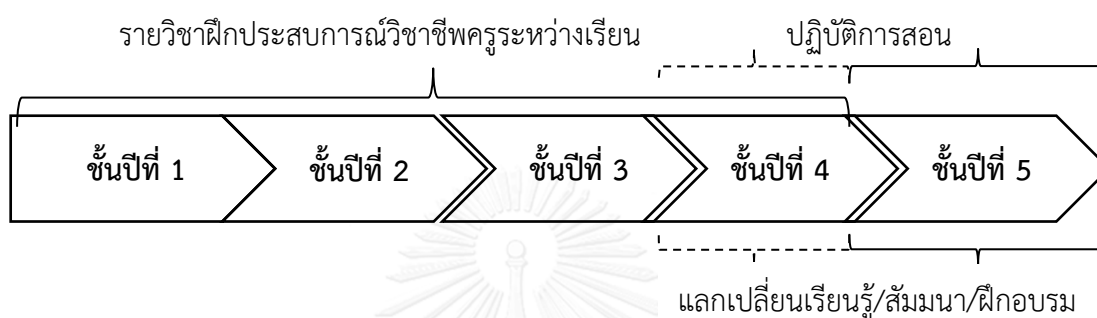 รายวิชาฝึกประสบการณ์วิชาชีพครูระหว่างเรียน ปฏิบัติการสอน
ชั้นปีที่ 1 ชั้นปีที่ 2 ชั้นปีที่ 3 ชั้นปีที่ 4 ชั้นปีที่ 5
แลกเปลี่ยนเรียนรู้/สัมมนา/ฝึกอบรม